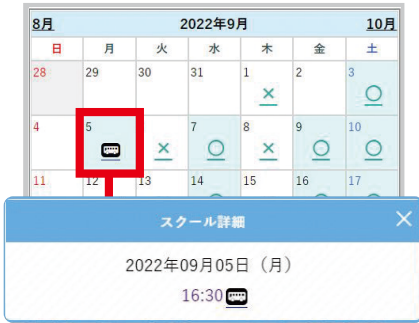 8月 2022年9月 10月
日 月 火 水 木 金 土
28 29 30 31 1 2 3
× ○
4 5 7 8 9 10
× ○ × ○ ○
11 12 13 14 15 16 17
スクール詳細 ×
2022年09月05日（月）
16:30